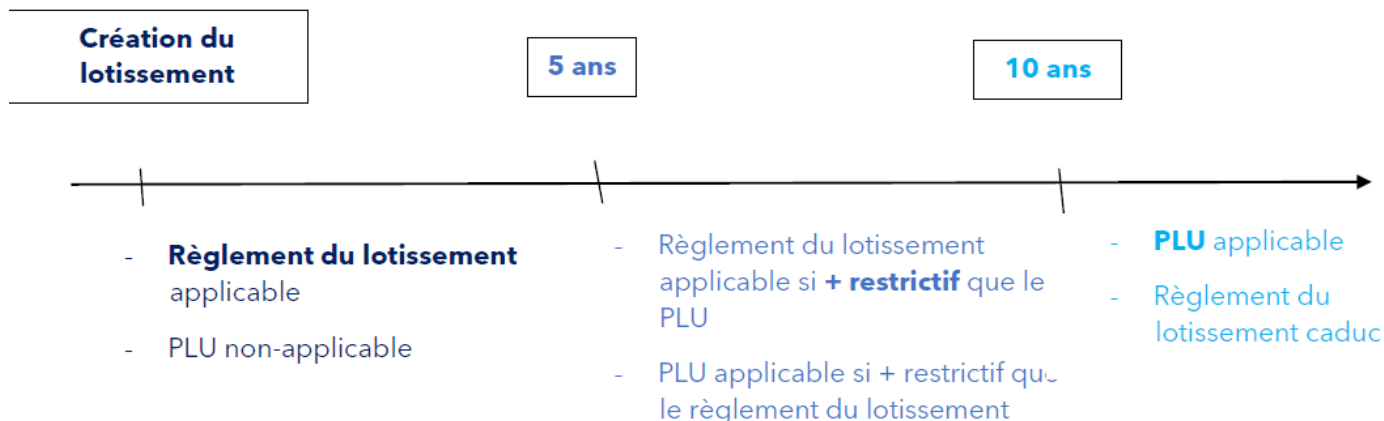 Création du
lotissement
5 ans
10 ans
- Règlement du lotissement
applicable
- PLU non-applicable
- Règlement du lotissement
applicable si + restrictif que le
PLU
- PLU applicable si + restrictif que
le règlement du lotissement
- PLU applicable
- Règlement du
lotissement caduc